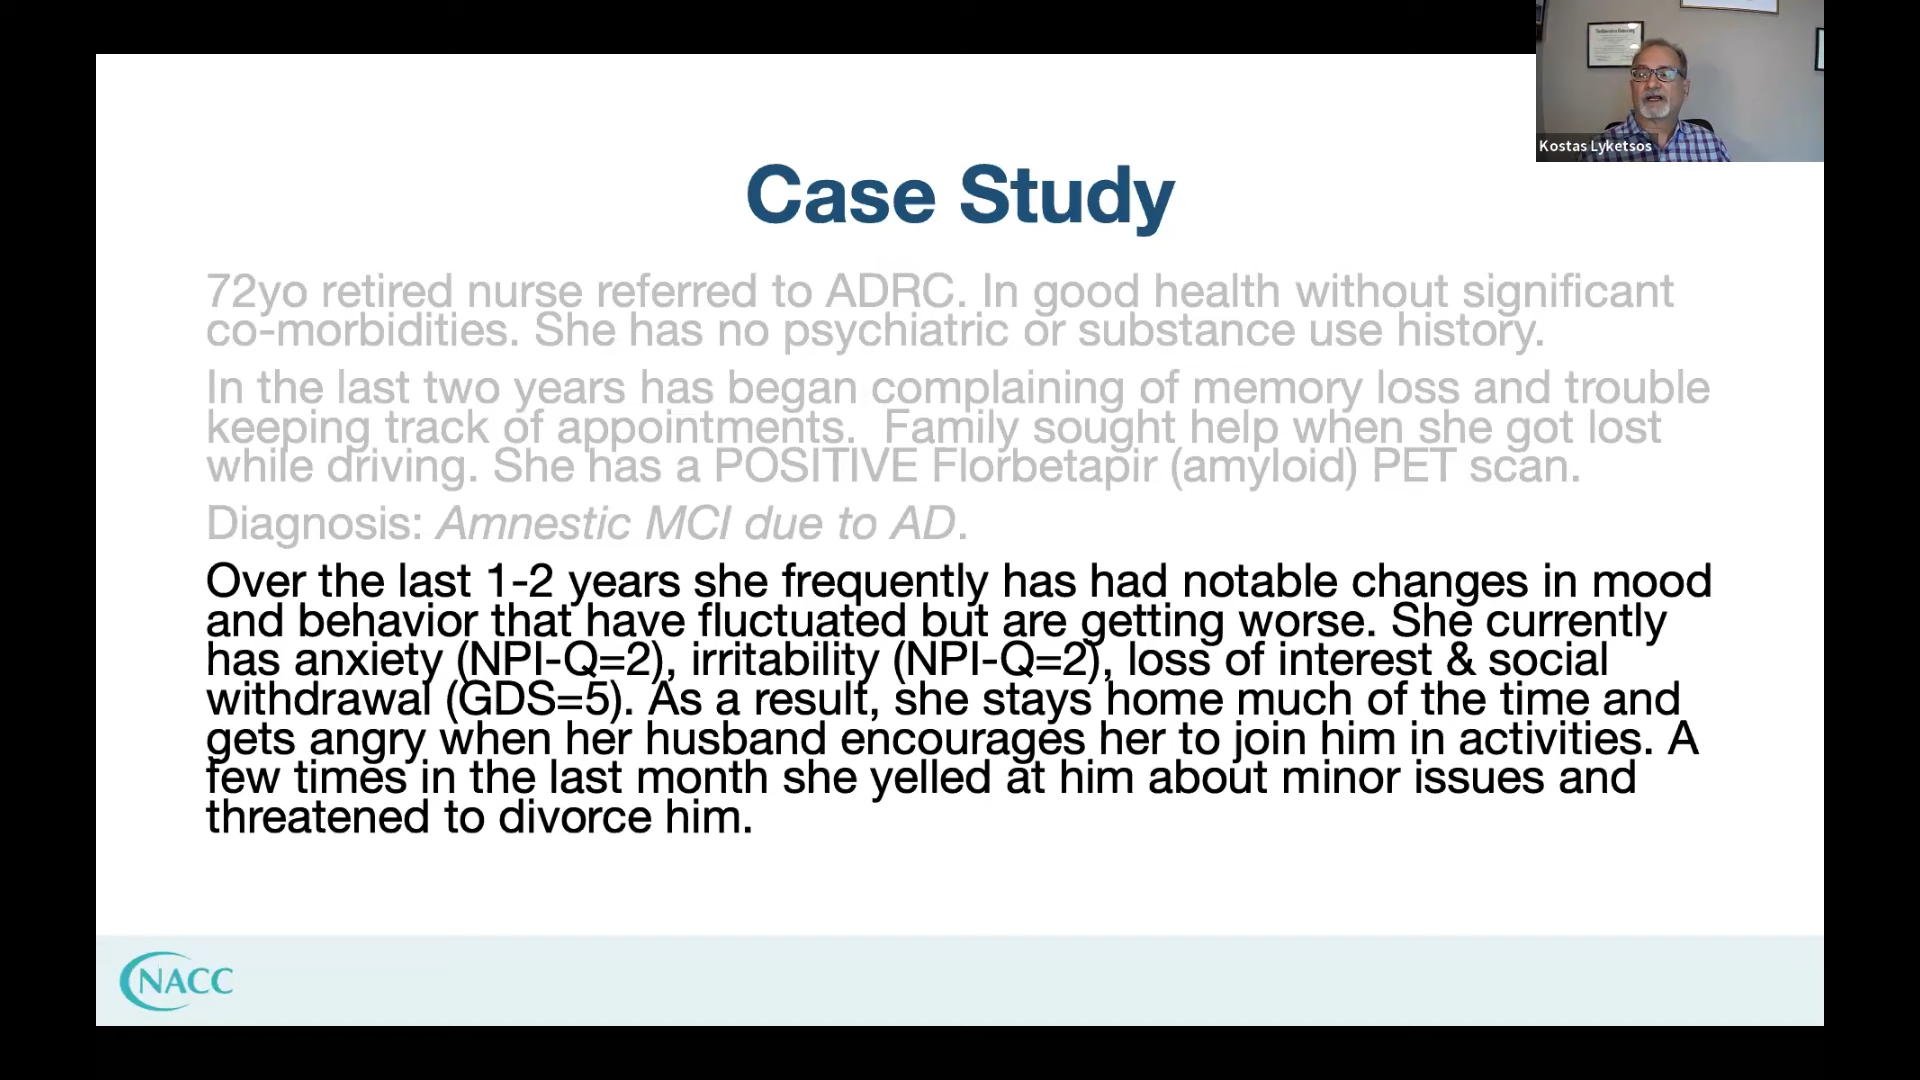 Kostas Lyketsos
Case Study
72yo retired nurse referred to ADRC. In good health without significant
co-morbidities. She has no psychiatric or substance use history.
In the last two years has began complaining of memory loss and trouble
keeping track of appointments.  Family sought help when she got lost
while driving. She has a POSITIVE Florbetapir (amyloid) PET scan.
Diagnosis: Amnestic MCI due to AD.
Over the last 1-2 years she frequently has had notable changes in mood
and behavior that have fluctuated but are getting worse. She currently
has anxiety (NPI-Q=2), irritability (NPI-Q=2), loss of interest & social
withdrawal (GDS=5). As a result, she stays home much of the time and
gets angry when her husband encourages her to join him in activities. A
few times in the last month she yelled at him about minor issues and
threatened to divorce him.
NACC